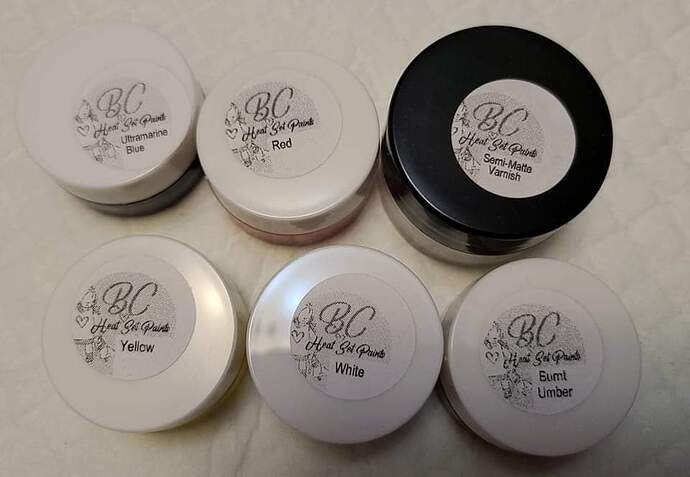 BC
Heat Set Paints
Ultramarine
Blue
BC
Heat Set Paints
Red
BC
Heat Set Paints
Semi-Matte
Varnish
BC
Heat Set Paints
Yellow
BC
Heat Set Paints
White
BC
Heat Set Paints
Burnt
Umber